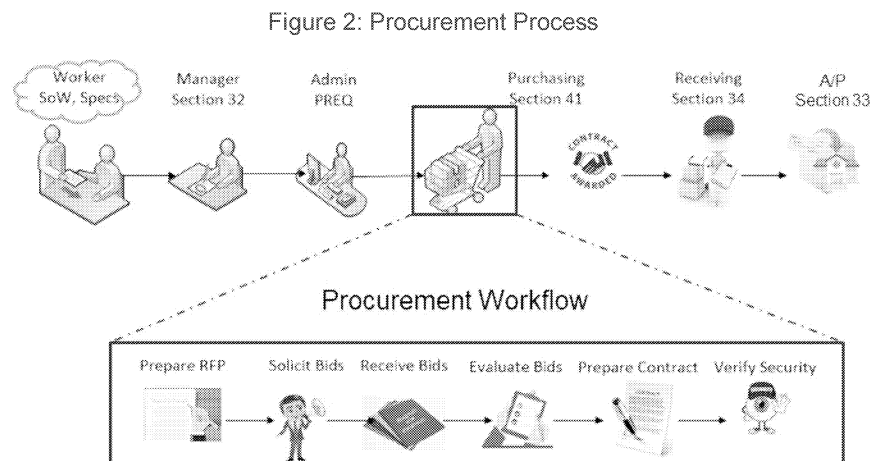 Figure 2: Procurement Process
Worker
SoW, Specs
Manager
Section 32
Admin
PREQ
Purchasing
Section 41
Receiving
Section 34
A/P
Section 33
CONTRACT
AWARDED
Procurement Workflow
Prepare RFP
Solicit Bids
Receive Bids
Evaluate Bids
Prepare Contract
Verify Security